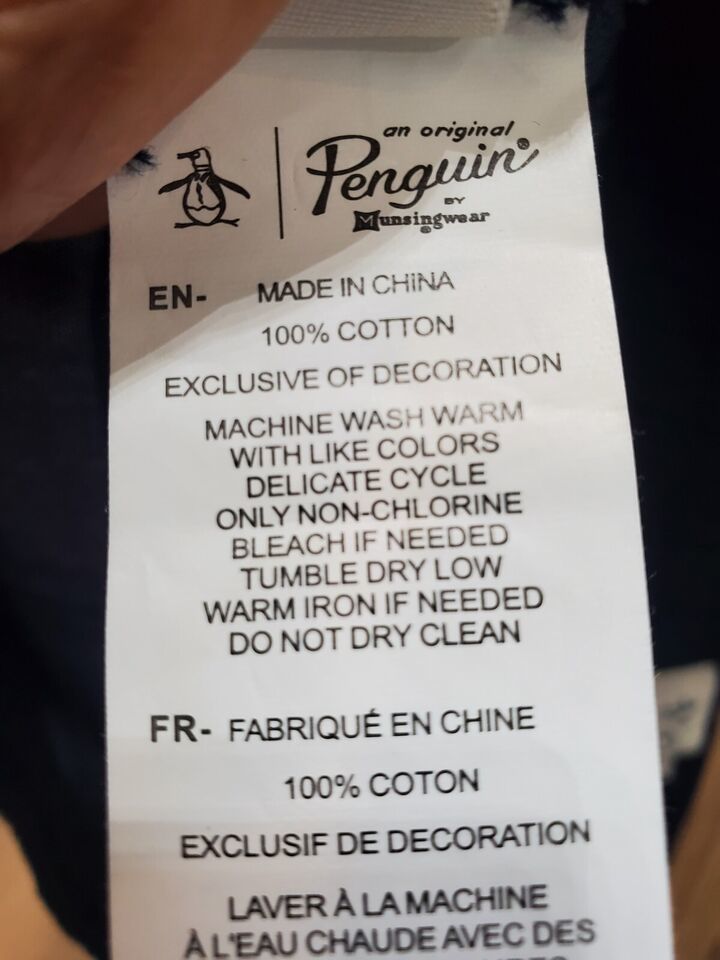 an original
Penguin®
BY
Munsingwear
®
EN- MADE IN CHINA
100% COTTON
EXCLUSIVE OF DECORATION
MACHINE WASH WARM
WITH LIKE COLORS
DELICATE CYCLE
ONLY NON-CHLORINE
BLEACH IF NEEDED
TUMBLE DRY LOW
WARM IRON IF NEEDED
DO NOT DRY CLEAN
FR- FABRIQUÉ EN CHINE
100% COTON
EXCLUSIF DE DECORATION
LAVER À LA MACHINE
À L'EAU CHAUDE AVEC DES